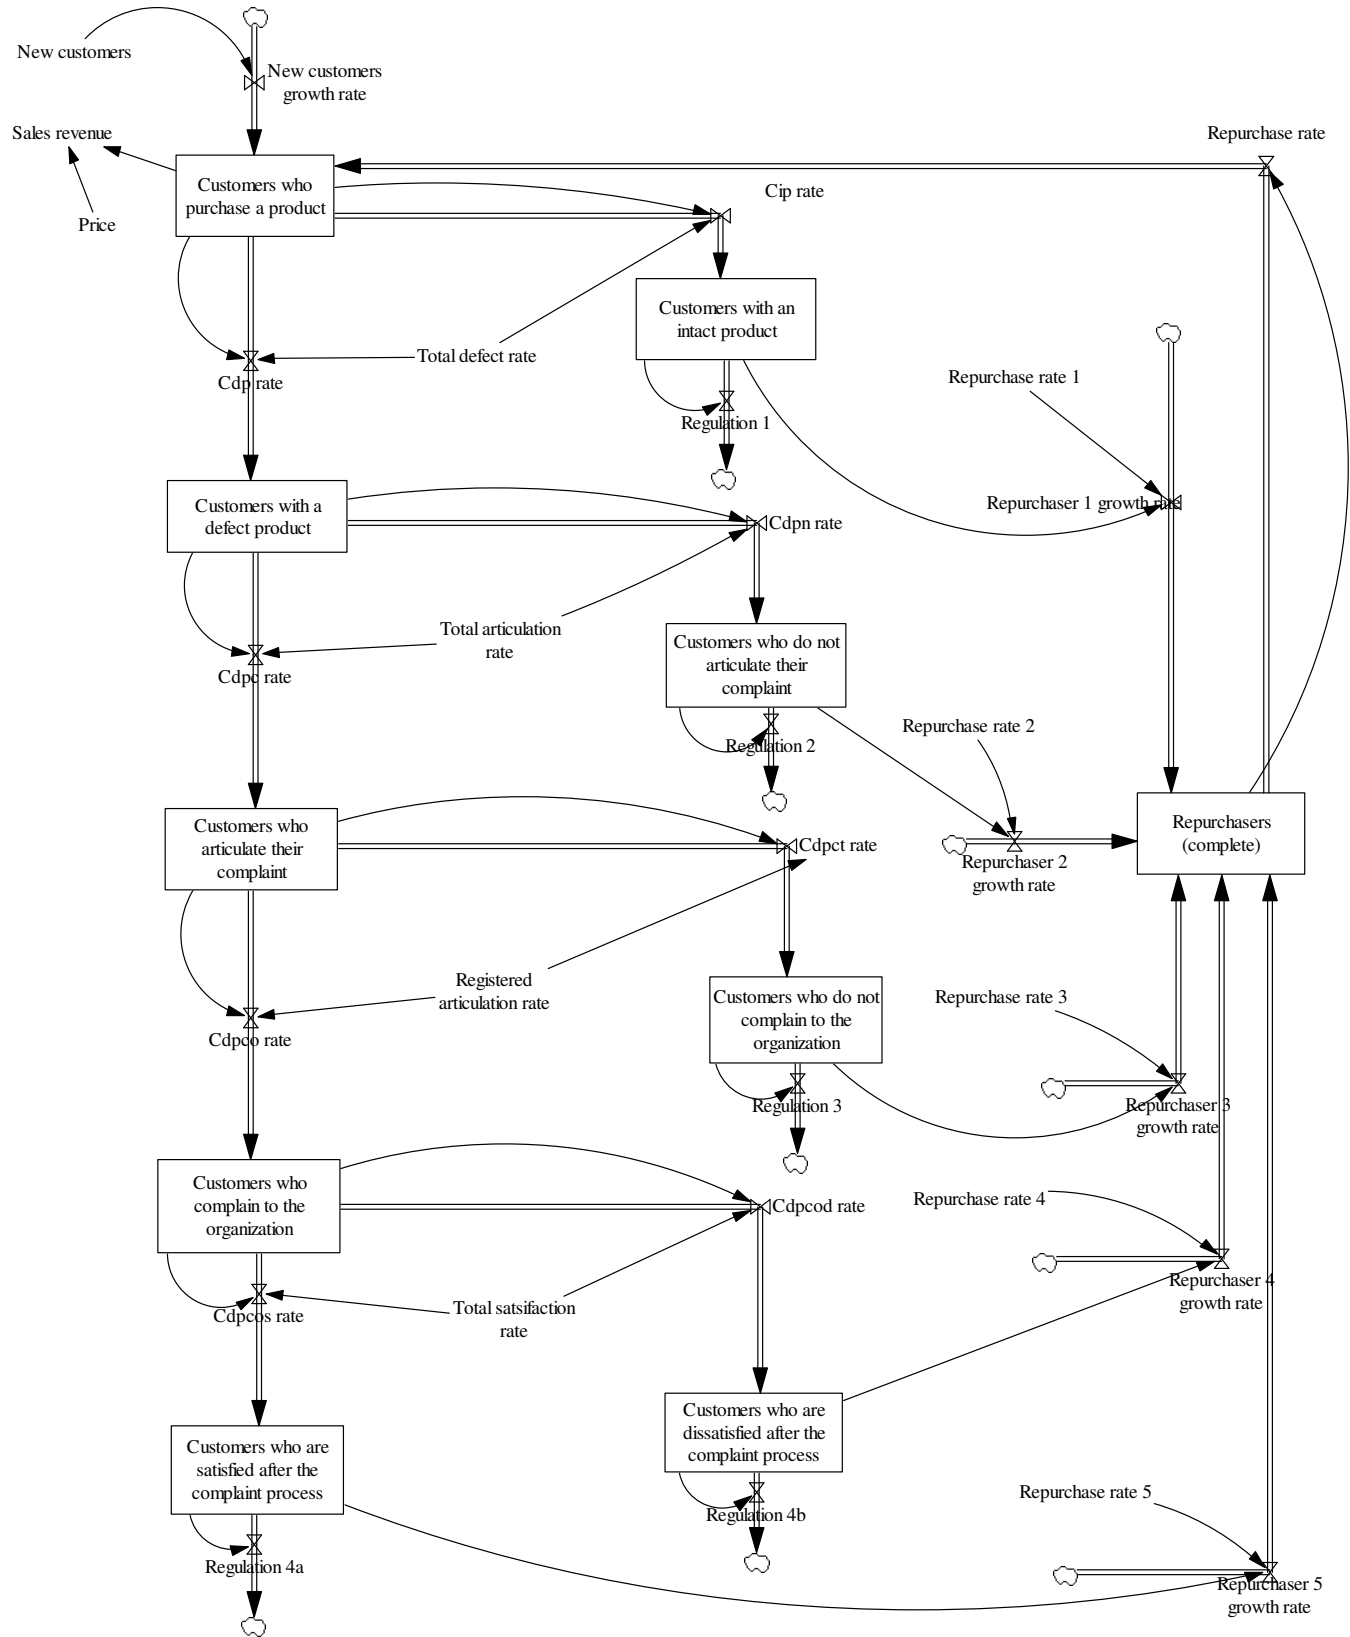 New customers
New customers
growth rate
Sales revenue
Repurchase rate
Customers who
purchase a product
Cip rate
Price
Customers with an
intact product
Total defect rate
Cdp rate
Repurchase rate 1
Regulation 1
Customers with a
defect product
Repurchaser 1 growth rate
Cdpn rate
Total articulation
rate
Customers who do not
articulate their
complaint
Cdpc rate
Repurchase rate 2
Regulation 2
Customers who
articulate their
complaint
Cdpct rate
Repurchasers
(complete)
Repurchaser 2
growth rate
Registered
articulation rate
Customers who do not
complain to the
organization
Repurchase rate 3
Cdpco rate
Regulation 3
Repurchaser 3
growth rate
Customers who
complain to the
organization
Cdpcod rate
Repurchase rate 4
Repurchaser 4
growth rate
Total satsifaction
rate
Cdpcos rate
Customers who are
dissatisfied after the
complaint process
Customers who are
satisfied after the
complaint process
Repurchase rate 5
Regulation 4b
Regulation 4a
Repurchaser 5
growth rate